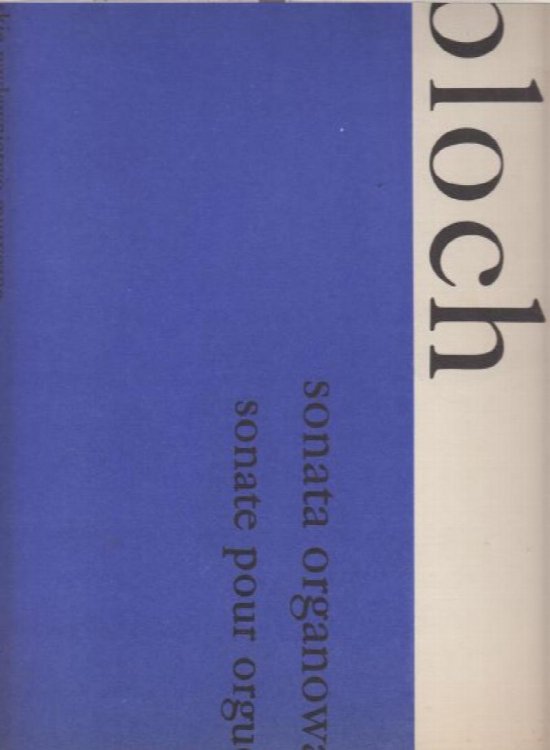 bloch
sonata organowa
sonate pour orgue